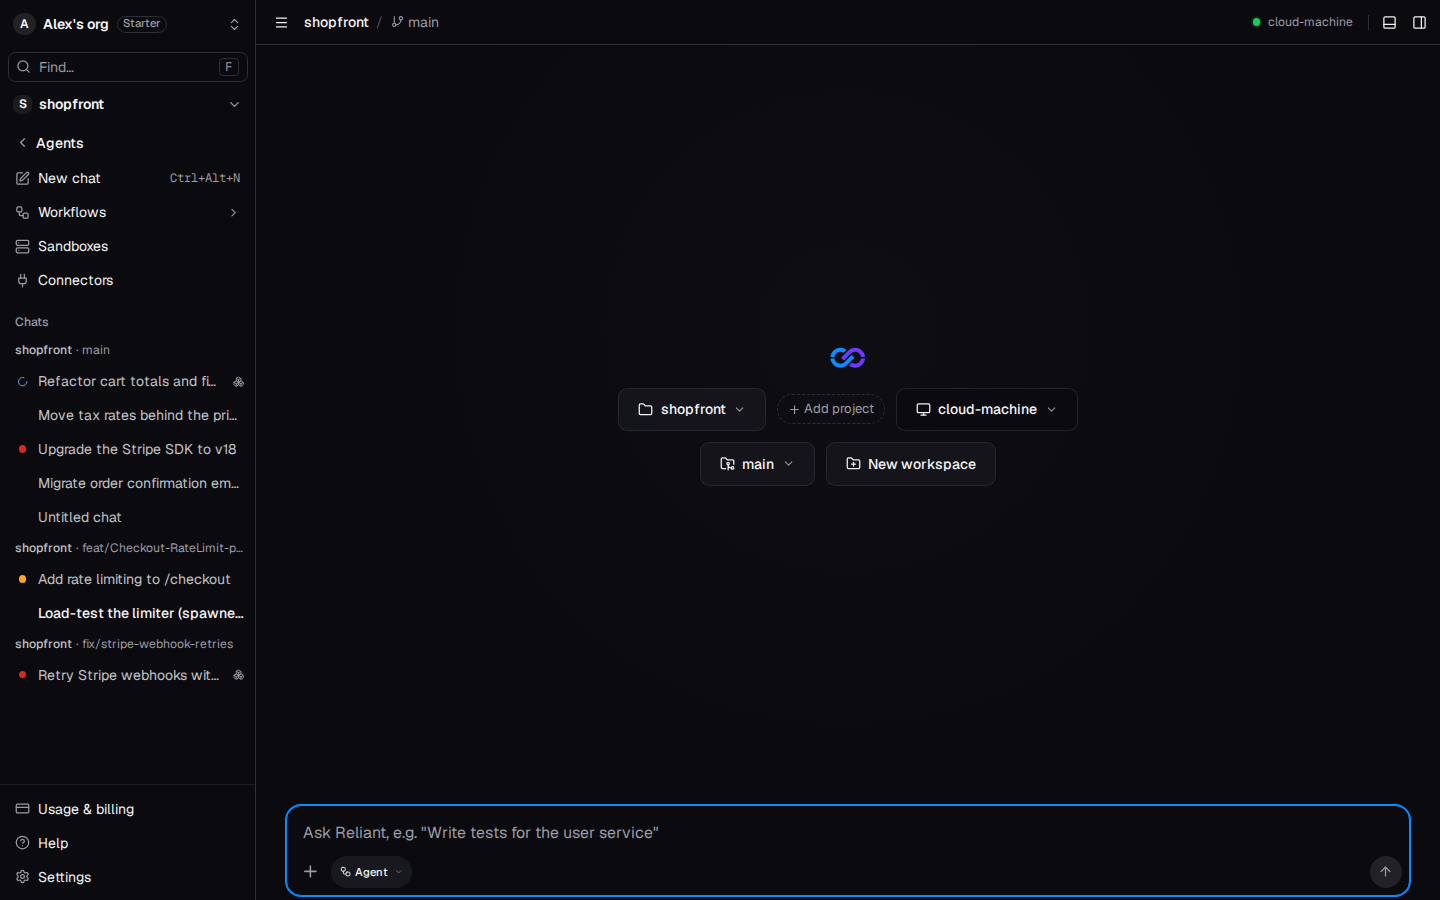 A Alex's org Starter
Find... F
S shopfront
Agents
New chat Ctrl+Alt+N
Workflows
Sandboxes
Connectors
Chats
shopfront · main
Refactor cart totals and fi...
Move tax rates behind the pri...
Upgrade the Stripe SDK to v18
Migrate order confirmation em...
Untitled chat
shopfront · feat/Checkout-RateLimit-p...
Add rate limiting to /checkout
Load-test the limiter (spawne...
shopfront · fix/stripe-webhook-retries
Retry Stripe webhooks wit...
Usage & billing
Help
Settings
shopfront / main
cloud-machine
shopfront + Add project cloud-machine
main New workspace
Ask Reliant, e.g. "Write tests for the user service"
Agent